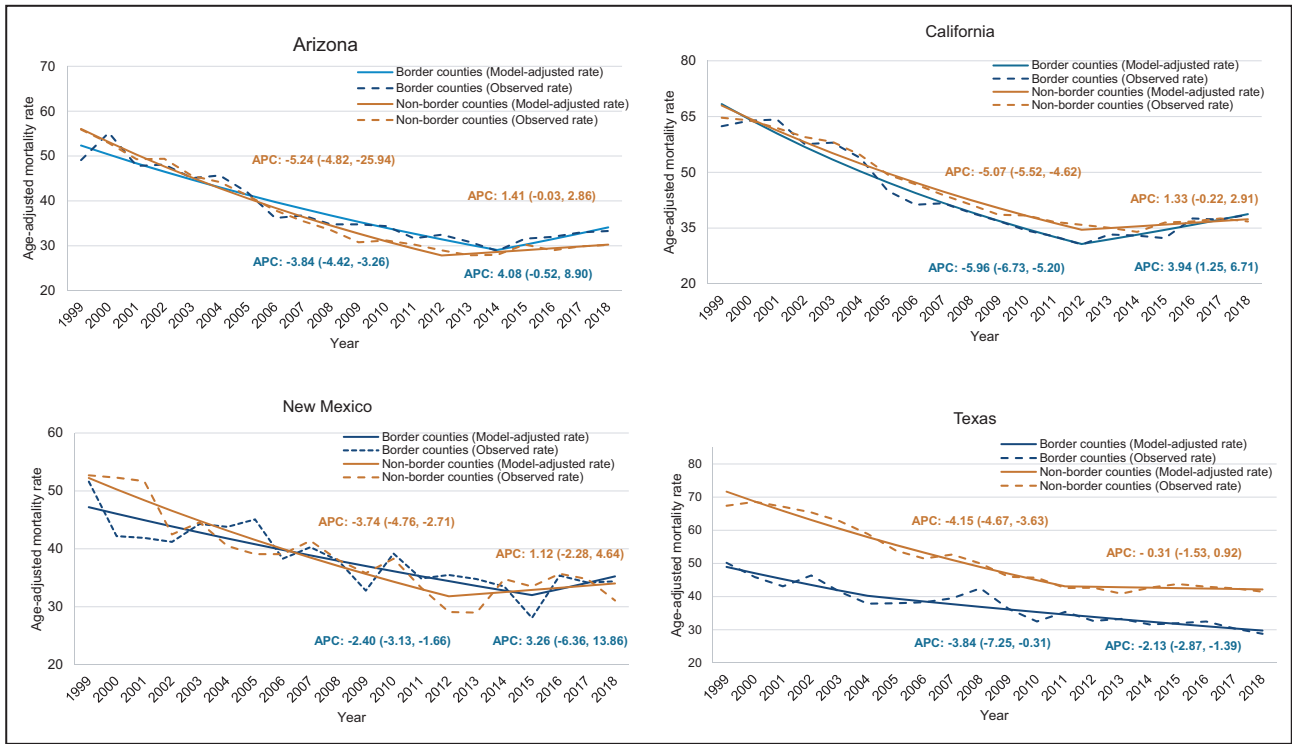 Arizona
Age-adjusted mortality rate
70
60
50
40
30
20
Border counties (Model-adjusted rate)
Border counties (Observed rate)
Non-border counties (Model-adjusted rate)
Non-border counties (Observed rate)
APC: -5.24 (-4.82, -25.94)
APC: 1.41 (-0.03, 2.86)
APC: -3.84 (-4.42, -3.26)
APC: 4.08 (-0.52, 8.90)
1999 2000 2001 2002 2003 2004 2005 2006 2007 2008 2009 2010 2011 2012 2013 2014 2015 2016 2017 2018
Year
California
Age-adjusted mortality rate
80
65
50
35
20
Border counties (Model-adjusted rate)
Border counties (Observed rate)
Non-border counties (Model-adjusted rate)
Non-border counties (Observed rate)
APC: -5.07 (-5.52, -4.62)
APC: 1.33 (-0.22, 2.91)
APC: -5.96 (-6.73, -5.20)
APC: 3.94 (1.25, 6.71)
1999 2000 2001 2002 2003 2004 2005 2006 2007 2008 2009 2010 2011 2012 2013 2014 2015 2016 2017 2018
Year
New Mexico
Age-adjusted mortality rate
60
50
40
30
20
Border counties (Model-adjusted rate)
Border counties (Observed rate)
Non-border counties (Model-adjusted rate)
Non-border counties (Observed rate)
APC: -3.74 (-4.76, -2.71)
APC: 1.12 (-2.28, 4.64)
APC: -2.40 (-3.13, -1.66)
APC: 3.26 (-6.36, 13.86)
1999 2000 2001 2002 2003 2004 2005 2006 2007 2008 2009 2010 2011 2012 2013 2014 2015 2016 2017 2018
Year
Texas
Age-adjusted mortality rate
80
70
60
50
40
30
20
Border counties (Model-adjusted rate)
Border counties (Observed rate)
Non-border counties (Model-adjusted rate)
Non-border counties (Observed rate)
APC: -4.15 (-4.67, -3.63)
APC: - 0.31 (-1.53, 0.92)
APC: -3.84 (-7.25, -0.31)
APC: -2.13 (-2.87, -1.39)
1999 2000 2001 2002 2003 2004 2005 2006 2007 2008 2009 2010 2011 2012 2013 2014 2015 2016 2017 2018
Year